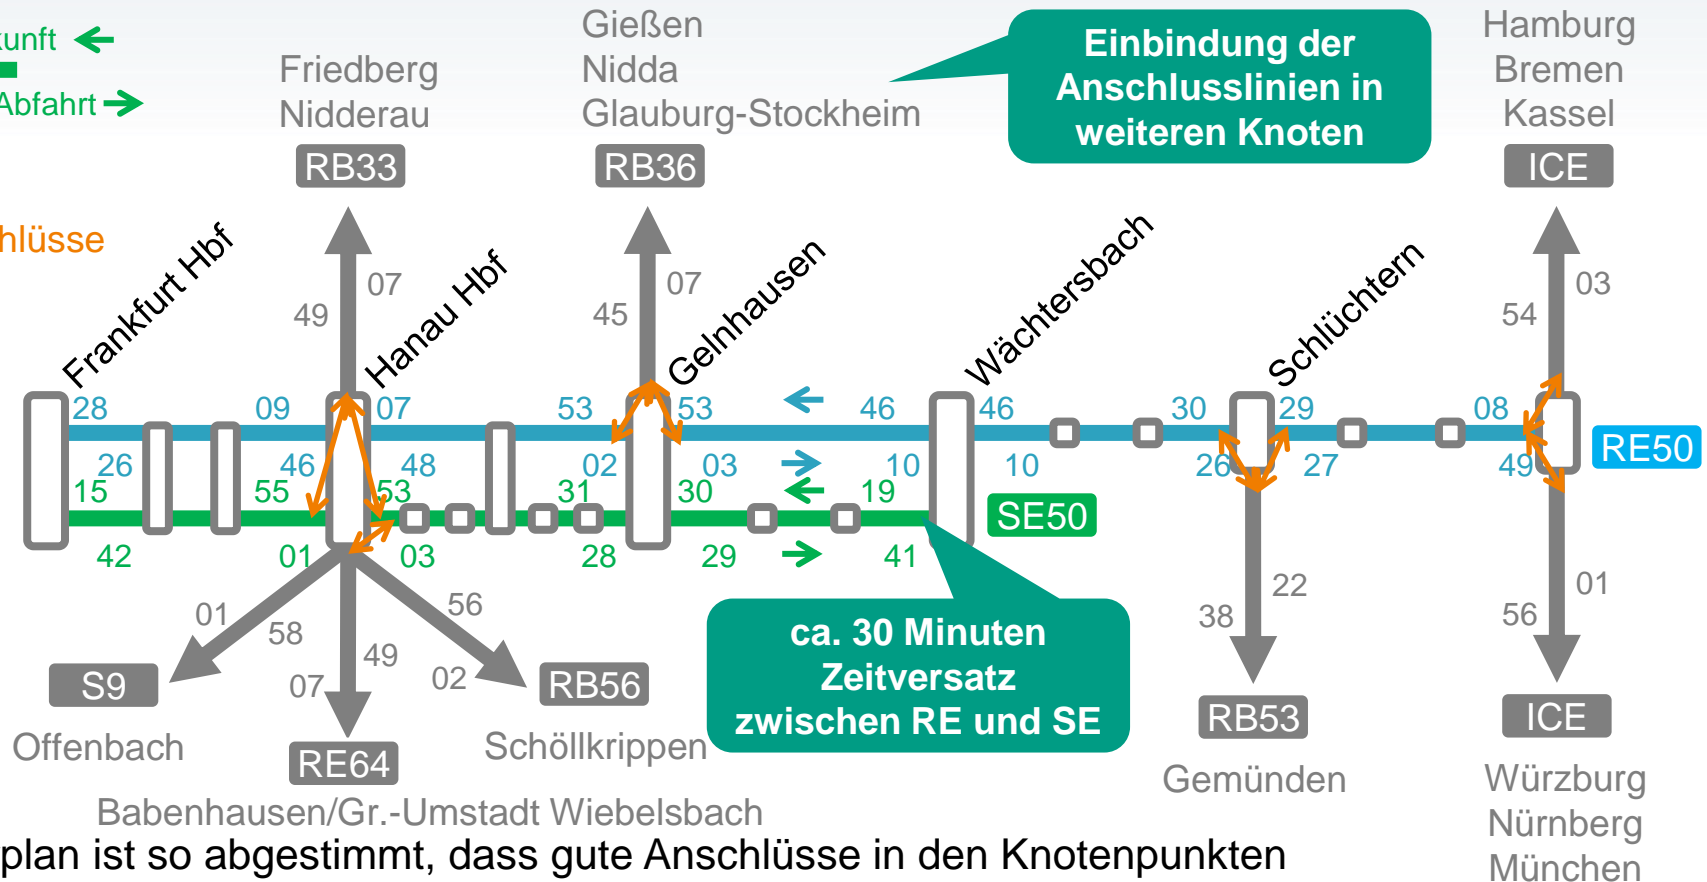 kunft
Abfahrt
hlüsse
Friedberg
Nidderau
RB33
Gießen
Nidda
Glauburg-Stockheim
RB36
Einbindung der
Anschlusslinien in
weiteren Knoten
Hamburg
Bremen
Kassel
ICE
Frankfurt Hbf
Hanau Hbf
Gelnhausen
Wächtersbach
Schlüchtern
49 07
45 07
54 03
28 09 07 53 53 46 46 30 29 08
26 46 48 02 03 10 10 26 27 49
RE50
15 55 53 31 30 19
SE50
42 01 03 28 29 41
01 58
07 49
02 56
38 22
56 01
ca. 30 Minuten
Zeitversatz
zwischen RE und SE
S9
Offenbach
RE64
Babenhausen/Gr.-Umstadt Wiebelsbach
RB56
Schöllkrippen
RB53
Gemünden
ICE
Würzburg
Nürnberg
München
rplan ist so abgestimmt, dass gute Anschlüsse in den Knotenpunkten